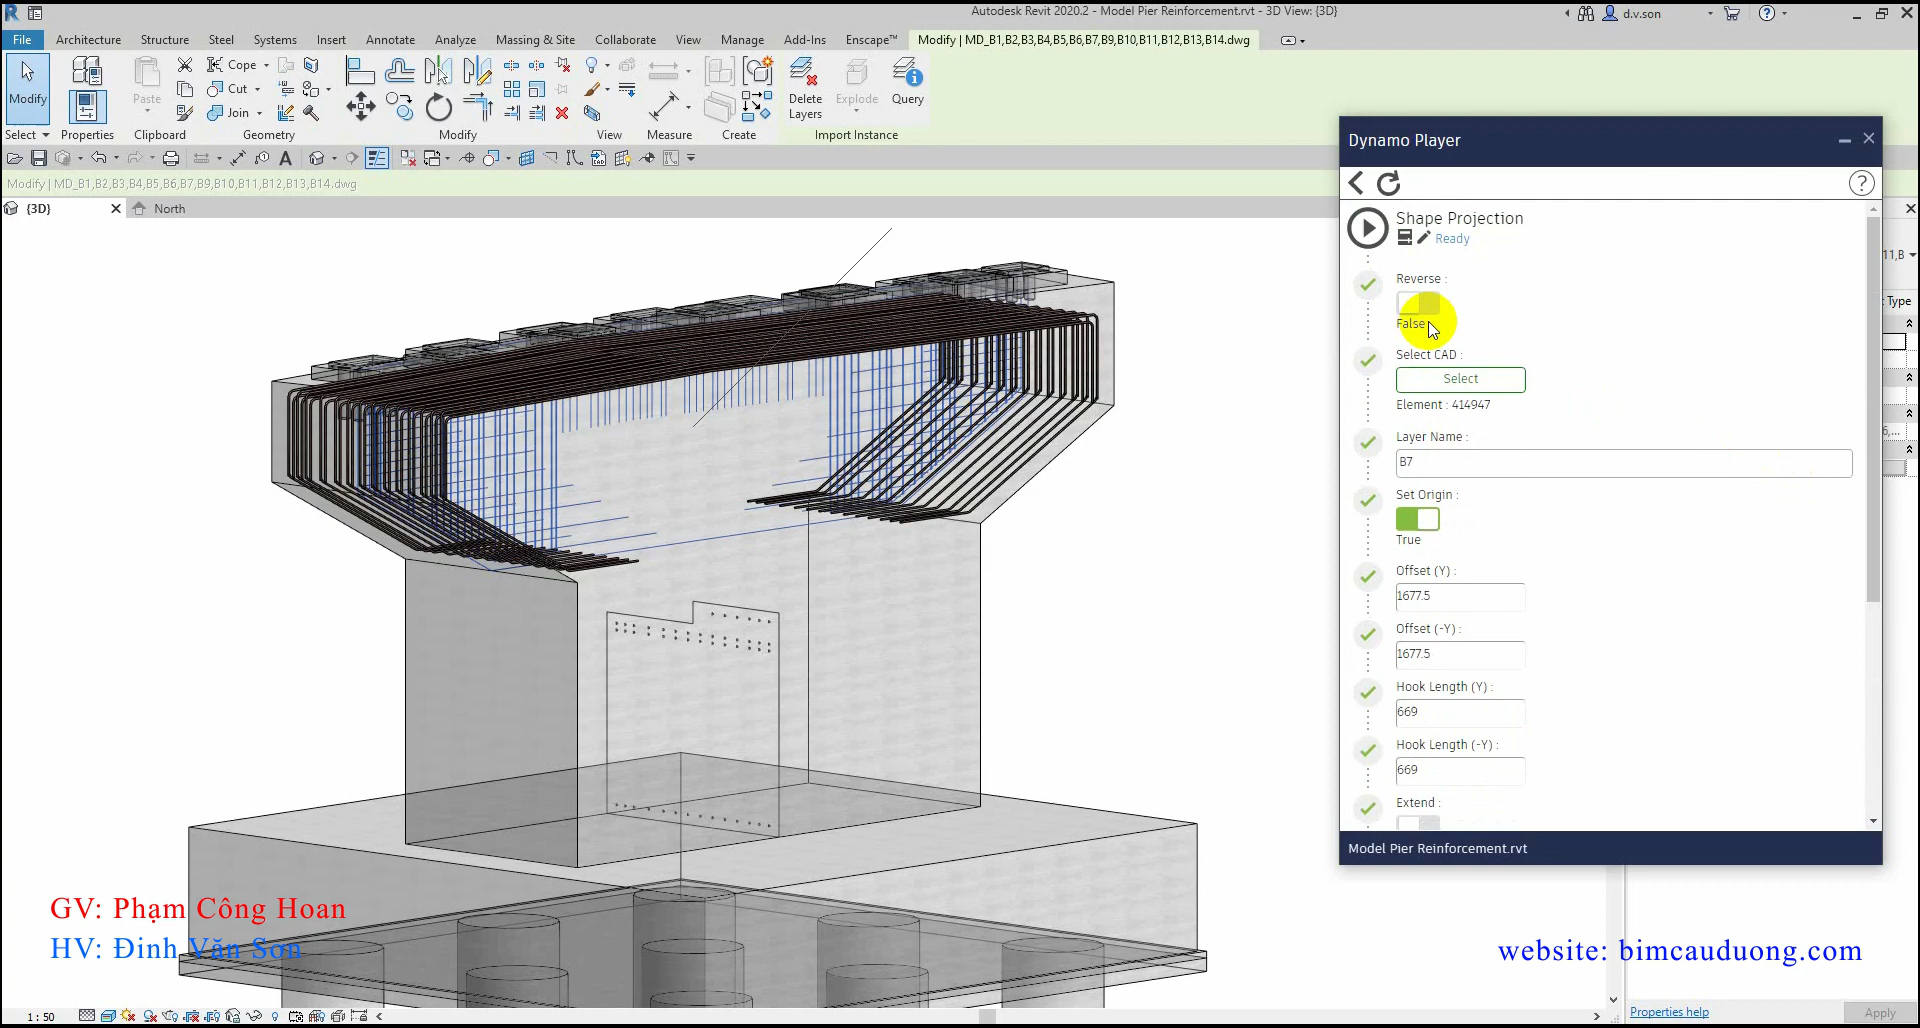 Autodesk Revit 2020.2 - Model Pier Reinforcement.rvt - 3D View: {3D}
d.v.son
File Architecture Structure Steel Systems Insert Annotate Analyze Massing & Site Collaborate View Manage Add-Ins Enscape™ Modify | MD_B1,B2,B3,B4,B5,B6,B7,B9,B10,B11,B12,B13,B14.dwg
Modify
Paste
Cope
Cut
Join
Delete Layers
Explode
Query
Select Properties Clipboard Geometry Modify View Measure Create Import Instance
Modify | MD_B1,B2,B3,B4,B5,B6,B7,B9,B10,B11,B12,B13,B14.dwg
{3D}
North
Dynamo Player
Shape Projection
Ready
Reverse :
False
Select CAD :
Select
Element : 414947
Layer Name :
B7
Set Origin :
True
Offset (Y) :
1677.5
Offset (-Y) :
1677.5
Hook Length (Y) :
669
Hook Length (-Y) :
669
Extend :
Model Pier Reinforcement.rvt
11,B
Type
6,...
GV: Phạm Công Hoan
HV: Đinh Văn Sơn
website: bimcauduong.com
1 : 50
Properties help
Apply